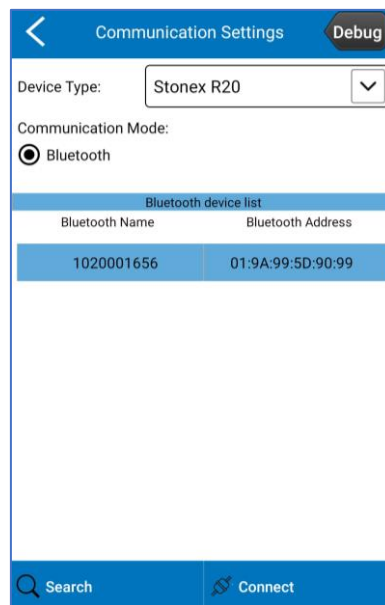 Communication Settings
Debug
Device Type:
Stonex R20
Communication Mode:
Bluetooth
Bluetooth device list
Bluetooth Name
Bluetooth Address
1020001656
01:9A:99:5D:90:99
Search
Connect